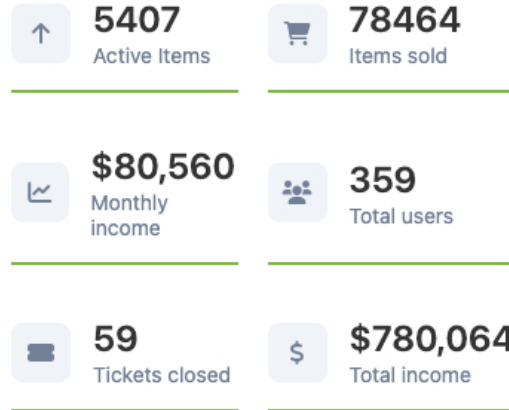 5407
Active Items
78464
Items sold
$80,560
Monthly
income
359
Total users
59
Tickets closed
$780,064
Total income